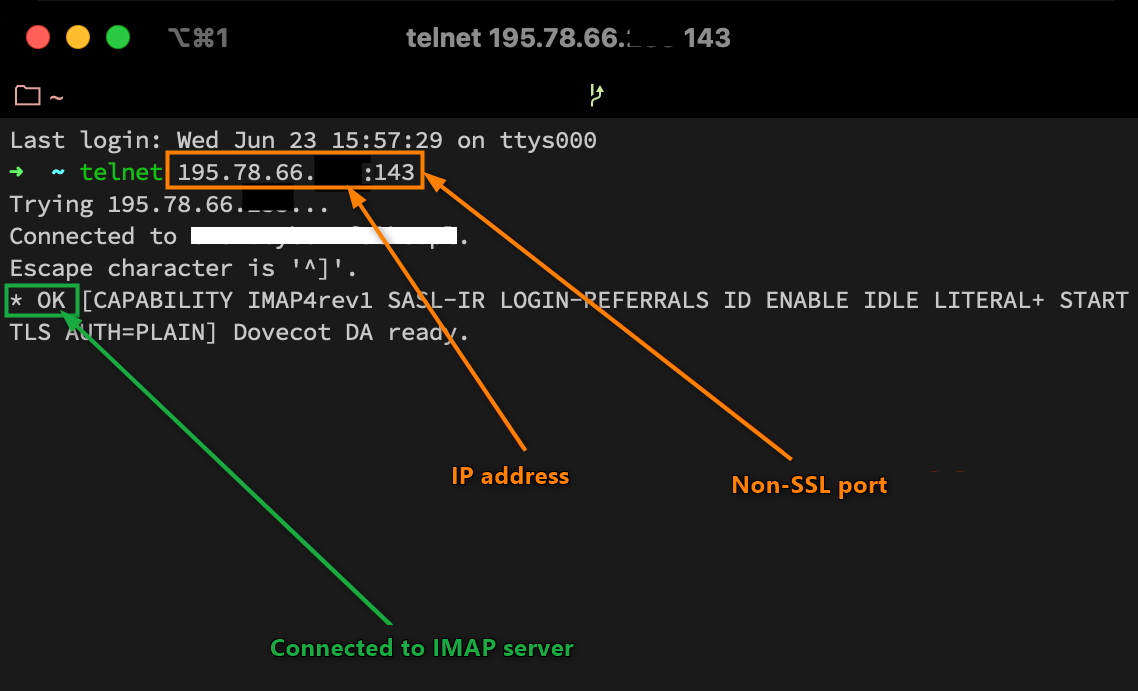 ⌥⌘1
telnet 195.78.66. 143
~
Last login: Wed Jun 23 15:57:29 on ttys000
➜ ~ telnet 195.78.66. :143
Trying 195.78.66. ...
Connected to .
Escape character is '^]'.
* OK [CAPABILITY IMAP4rev1 SASL-IR LOGIN-REFERRALS ID ENABLE IDLE LITERAL+ START
TLS AUTH=PLAIN] Dovecot DA ready.
IP address
Non-SSL port
Connected to IMAP server